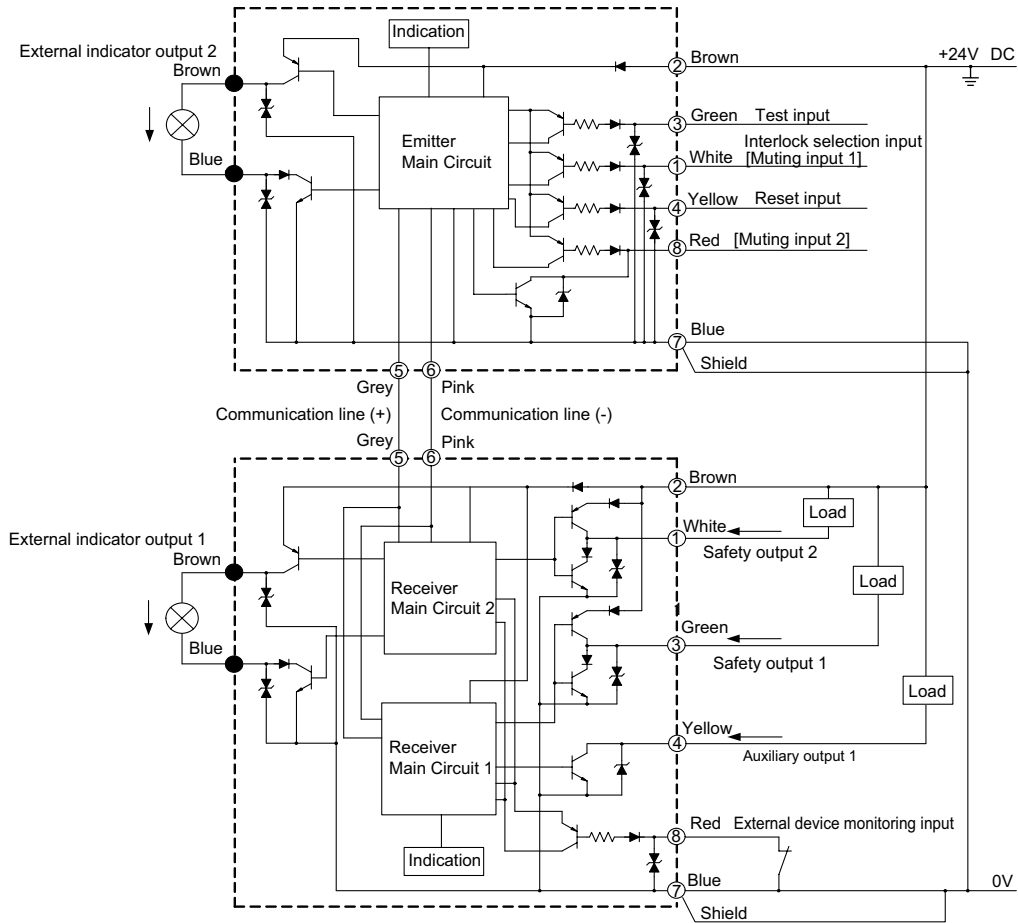 Indication
External indicator output 2
Brown
Blue
Emitter
Main Circuit
2 Brown
+24V DC
3 Green Test input
Interlock selection input
1 White [Muting input 1]
4 Yellow Reset input
8 Red [Muting input 2]
7 Blue
Shield
5 6
Grey Pink
Communication line (+) Communication line (-)
Grey Pink
5 6
2 Brown
Load
1 White
Safety output 2
External indicator output 1
Brown
Blue
Receiver
Main Circuit 2
Load
3 Green
Safety output 1
Load
Receiver
Main Circuit 1
4 Yellow
Auxiliary output 1
8 Red External device monitoring input
Indication
7 Blue
0V
Shield